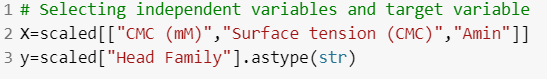 1 # Selecting independent variables and target variable
2 X=scaled[["CMC (mM)","Surface tension (CMC)","Amin"]]
3 y=scaled["Head Family"].astype(str)